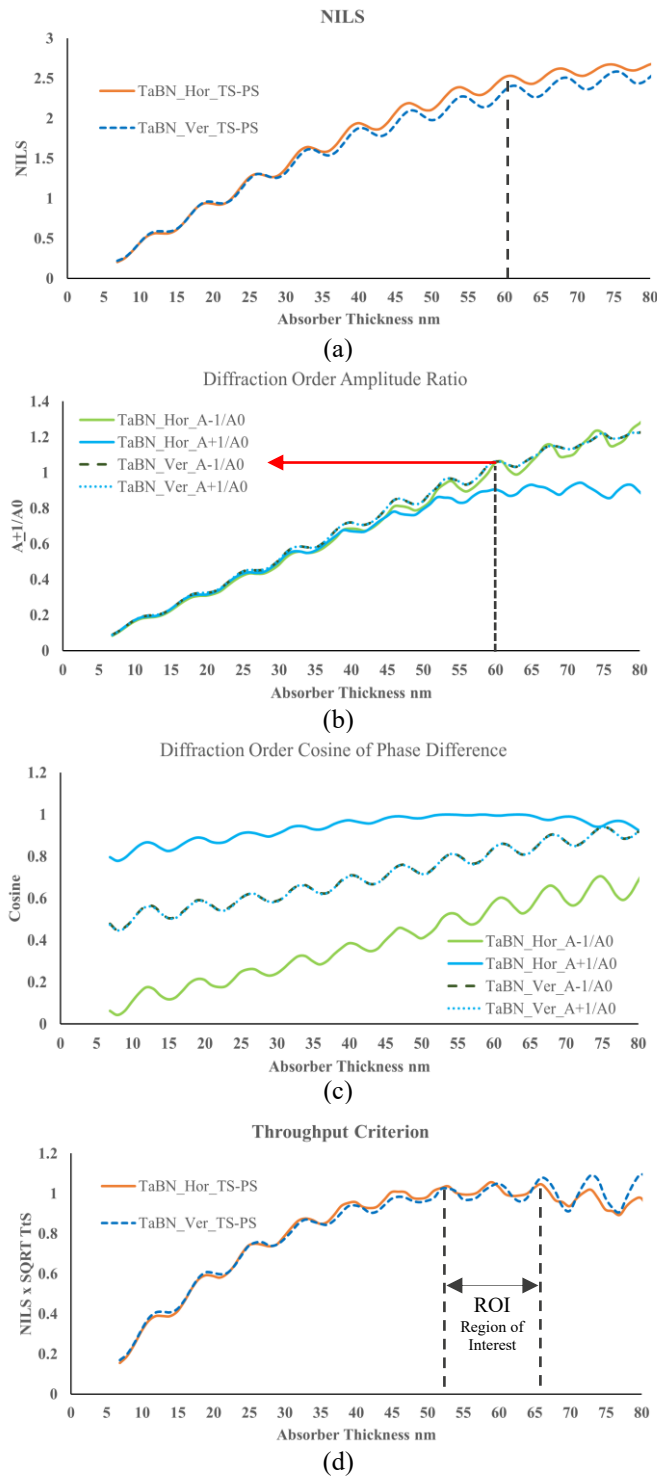 NILS
3
2.5
2
1.5
1
0.5
0
NILS
TaBN_Hor_TS-PS
TaBN_Ver_TS-PS
0 5 10 15 20 25 30 35 40 45 50 55 60 65 70 75 80
Absorber Thickness nm
(a)
Diffraction Order Amplitude Ratio
1.4
1.2
1
0.8
0.6
0.4
0.2
0
A±1/A0
TaBN_Hor_A-1/A0
TaBN_Hor_A+1/A0
TaBN_Ver_A-1/A0
TaBN_Ver_A+1/A0
0 5 10 15 20 25 30 35 40 45 50 55 60 65 70 75 80
Absorber Thickness nm
(b)
Diffraction Order Cosine of Phase Difference
1.2
1
0.8
0.6
0.4
0.2
0
Cosine
TaBN_Hor_A-1/A0
TaBN_Hor_A+1/A0
TaBN_Ver_A-1/A0
TaBN_Ver_A+1/A0
0 5 10 15 20 25 30 35 40 45 50 55 60 65 70 75 80
Absorber Thickness nm
(c)
Throughput Criterion
1.2
1
0.8
0.6
0.4
0.2
0
NILS x SQRT TtS
TaBN_Hor_TS-PS
TaBN_Ver_TS-PS
ROI
Region of
Interest
0 5 10 15 20 25 30 35 40 45 50 55 60 65 70 75 80
Absorber Thickness nm
(d)